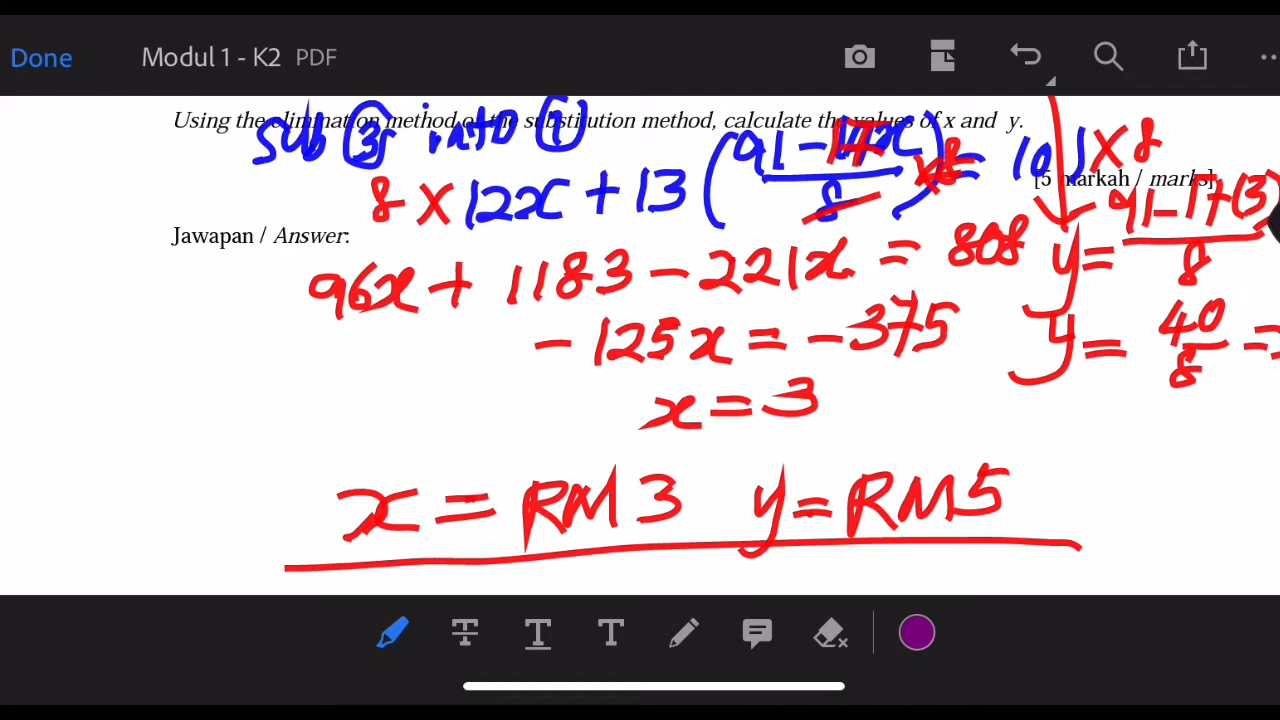 Done Modul 1 - K2 PDF
Using the elimination method or the substitution method, calculate the values of x and y.
Sub ③ into ①
8 × 12x + 13 ( (91 - 17x) / 8 ) × 8 = 101 × 8
[5 markah / marks]
Jawapan / Answer:
96x + 1183 - 221x = 808
y = (91 - 17(3)) / 8
- 125x = - 375
y = 40/8 =
x = 3
x = RM3 y = RM5